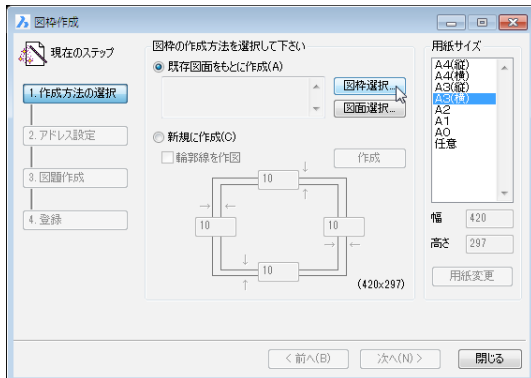 図枠作成
現在のステップ
1.作成方法の選択
2.アドレス設定
3.図題作成
4.登録
図枠の作成方法を選択して下さい
既存図面をもとに作成(A)
図枠選択...
図面選択...
新規に作成(C)
輪郭線を作図
作成
10
10
10
10
(420x297)
用紙サイズ
A4(縦)
A4(横)
A3(縦)
A3(横)
A2
A1
A0
任意
幅 420
高さ 297
用紙変更
< 前へ(B)
次へ(N) >
閉じる